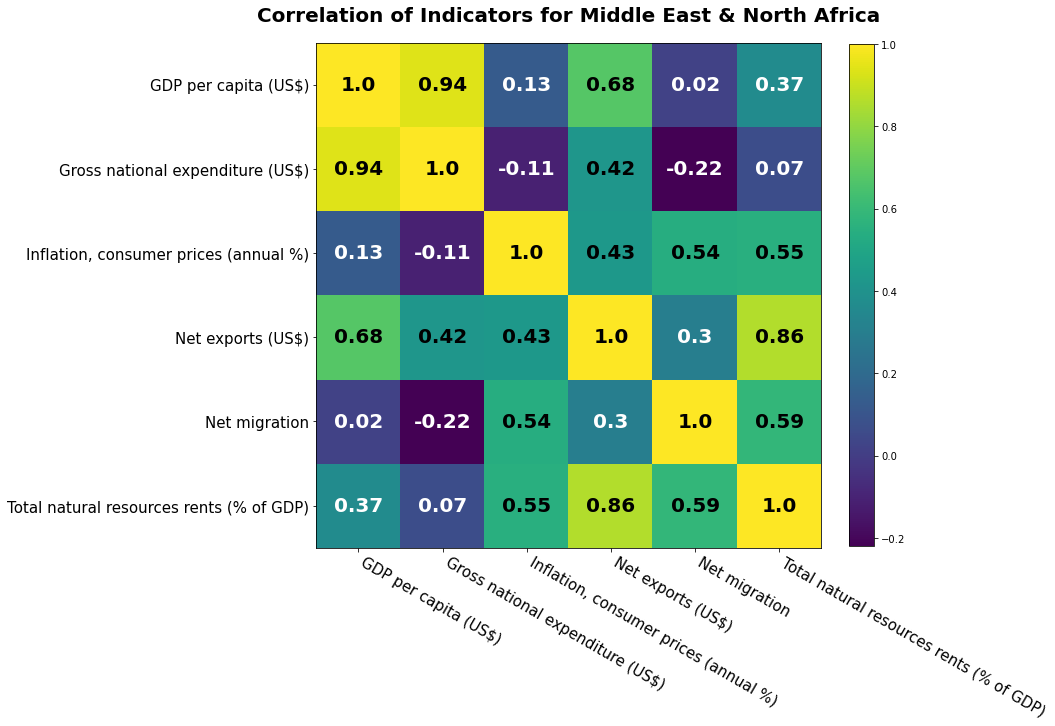 Correlation of Indicators for Middle East & North Africa
GDP per capita (US$) 1.0 0.94 0.13 0.68 0.02 0.37
Gross national expenditure (US$) 0.94 1.0 -0.11 0.42 -0.22 0.07
Inflation, consumer prices (annual %) 0.13 -0.11 1.0 0.43 0.54 0.55
Net exports (US$) 0.68 0.42 0.43 1.0 0.3 0.86
Net migration 0.02 -0.22 0.54 0.3 1.0 0.59
Total natural resources rents (% of GDP) 0.37 0.07 0.55 0.86 0.59 1.0
GDP per capita (US$)
Gross national expenditure (US$)
Inflation, consumer prices (annual %)
Net exports (US$)
Net migration
Total natural resources rents (% of GDP)
1.0
0.8
0.6
0.4
0.2
0.0
−0.2